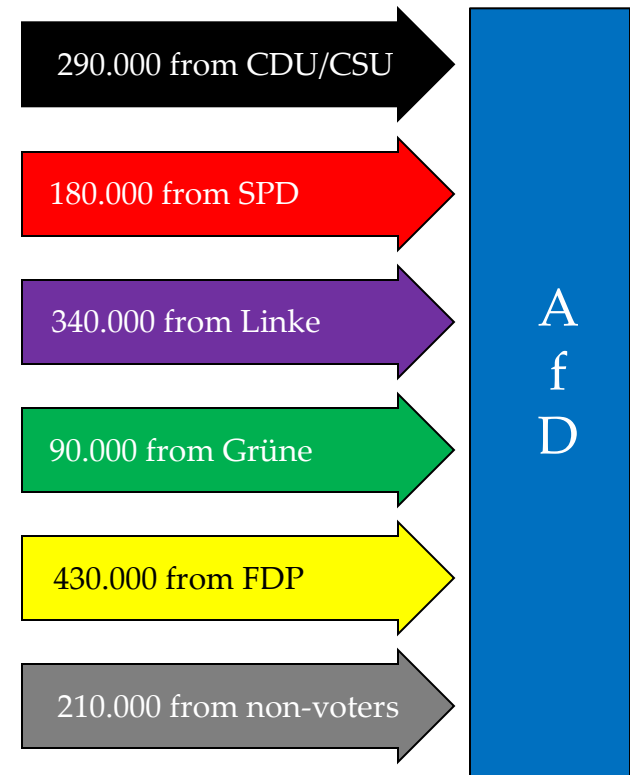 290.000 from CDU/CSU
180.000 from SPD
340.000 from Linke
90.000 from Grüne
430.000 from FDP
210.000 from non-voters
A
f
D